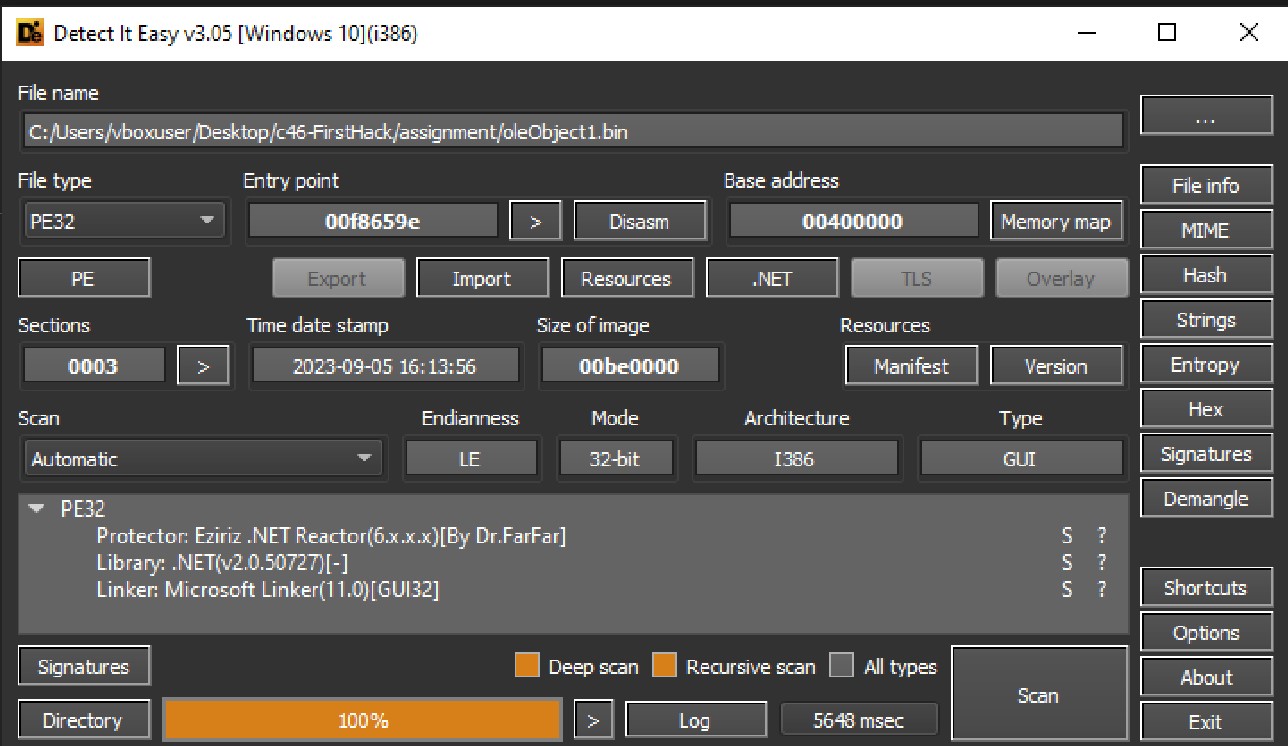 Detect It Easy v3.05 [Windows 10](i386)
File name
C:/Users/vboxuser/Desktop/c46-FirstHack/assignment/oleObject1.bin
...
File type Entry point Base address
File info
PE32 00f8659e > Disasm 00400000 Memory map
MIME
PE Export Import Resources .NET TLS Overlay
Hash
Sections Time date stamp Size of image Resources
Strings
0003 > 2023-09-05 16:13:56 00be0000 Manifest Version
Entropy
Scan Endianness Mode Architecture Type
Hex
Automatic LE 32-bit I386 GUI
Signatures
Demangle
PE32
Protector: Eziriz .NET Reactor(6.x.x.x)[By Dr.FarFar] S ?
Library: .NET(v2.0.50727)[-] S ?
Linker: Microsoft Linker(11.0)[GUI32] S ?
Shortcuts
Options
Signatures Deep scan Recursive scan All types Scan
About
Directory 100% > Log 5648 msec
Exit